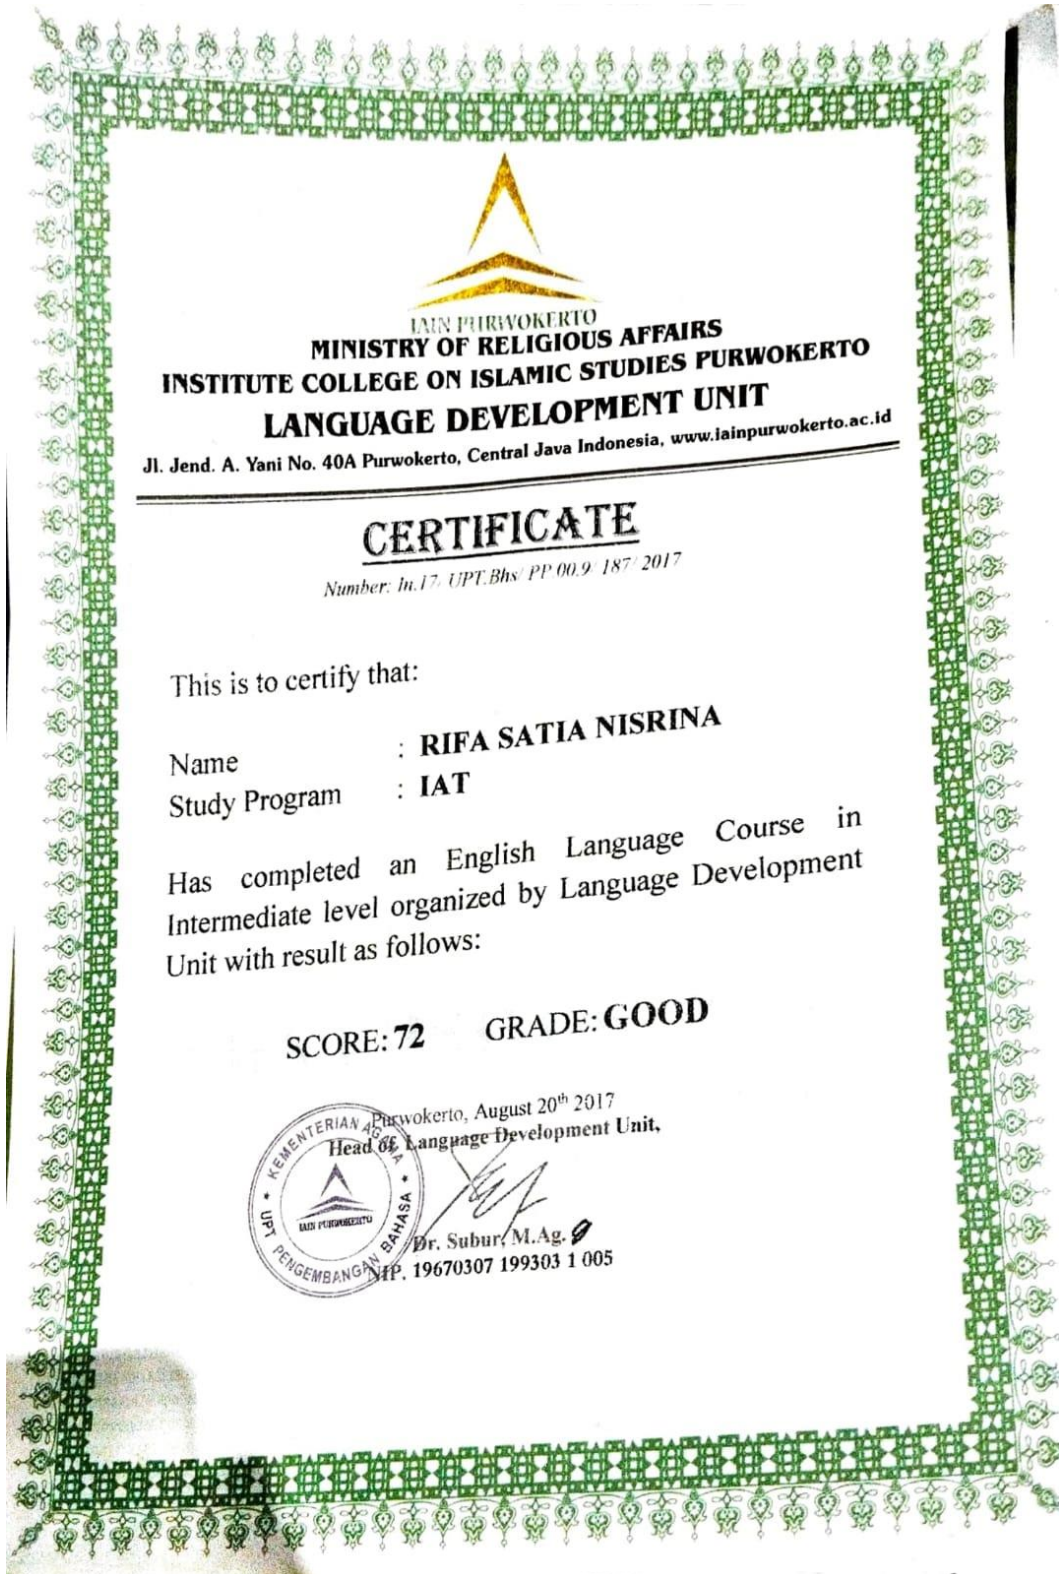 IAIN PURWOKERTO
MINISTRY OF RELIGIOUS AFFAIRS
INSTITUTE COLLEGE ON ISLAMIC STUDIES PURWOKERTO
LANGUAGE DEVELOPMENT UNIT
Jl. Jend. A. Yani No. 40A Purwokerto, Central Java Indonesia, www.iainpurwokerto.ac.id
CERTIFICATE
Number: In.17/ UPT.Bhs/ PP.00.9/ 187/ 2017
This is to certify that:
Name : RIFA SATIA NISRINA
Study Program : IAT
Has completed an English Language Course in
Intermediate level organized by Language Development
Unit with result as follows:
SCORE: 72 GRADE: GOOD
Purwokerto, August 20th 2017
Head of Language Development Unit,
KEMENTERIAN AGAMA
IAIN PURWOKERTO
UPT PENGEMBANGAN BAHASA
Dr. Subur, M.Ag.
NIP. 19670307 199303 1 005